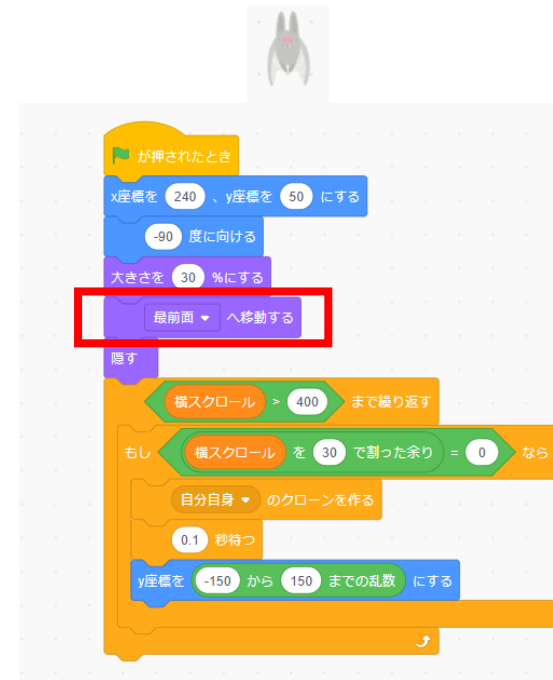 が押されたとき
x座標を 240 、y座標を 50 にする
-90 度に向ける
大きさを 30 %にする
最前面 へ移動する
隠す
横スクロール > 400 まで繰り返す
もし 横スクロール を 30 で割った余り = 0 なら
自分自身 のクローンを作る
0.1 秒待つ
y座標を -150 から 150 までの乱数 にする